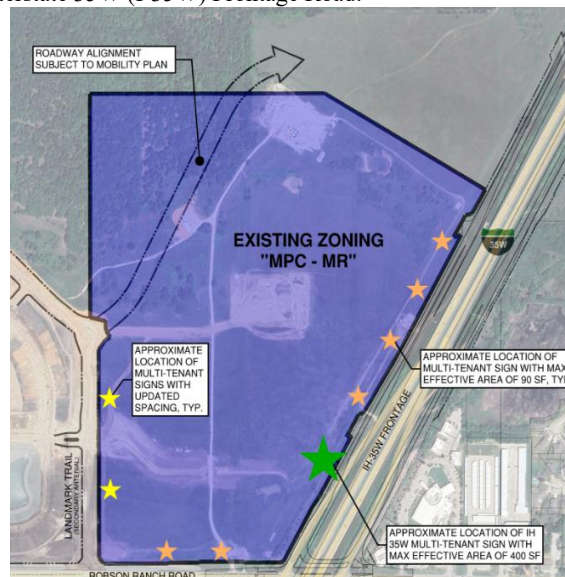 ROADWAY ALIGNMENT
SUBJECT TO MOBILITY PLAN
EXISTING ZONING
"MPC - MR"
35W
APPROXIMATE
LOCATION OF
MULTI-TENANT
SIGNS WITH
UPDATED
SPACING, TYP.
APPROXIMATE LOCATION OF
MULTI-TENANT SIGN WITH MAX
EFFECTIVE AREA OF 90 SF, TYP
IH-35W FRONTAGE
LANDMARK TRAIL
(SECONDARY ARTERIAL)
APPROXIMATE LOCATION OF IH
35W MULTI-TENANT SIGN WITH
MAX EFFECTIVE AREA OF 400 SF
ROBSON RANCH ROAD